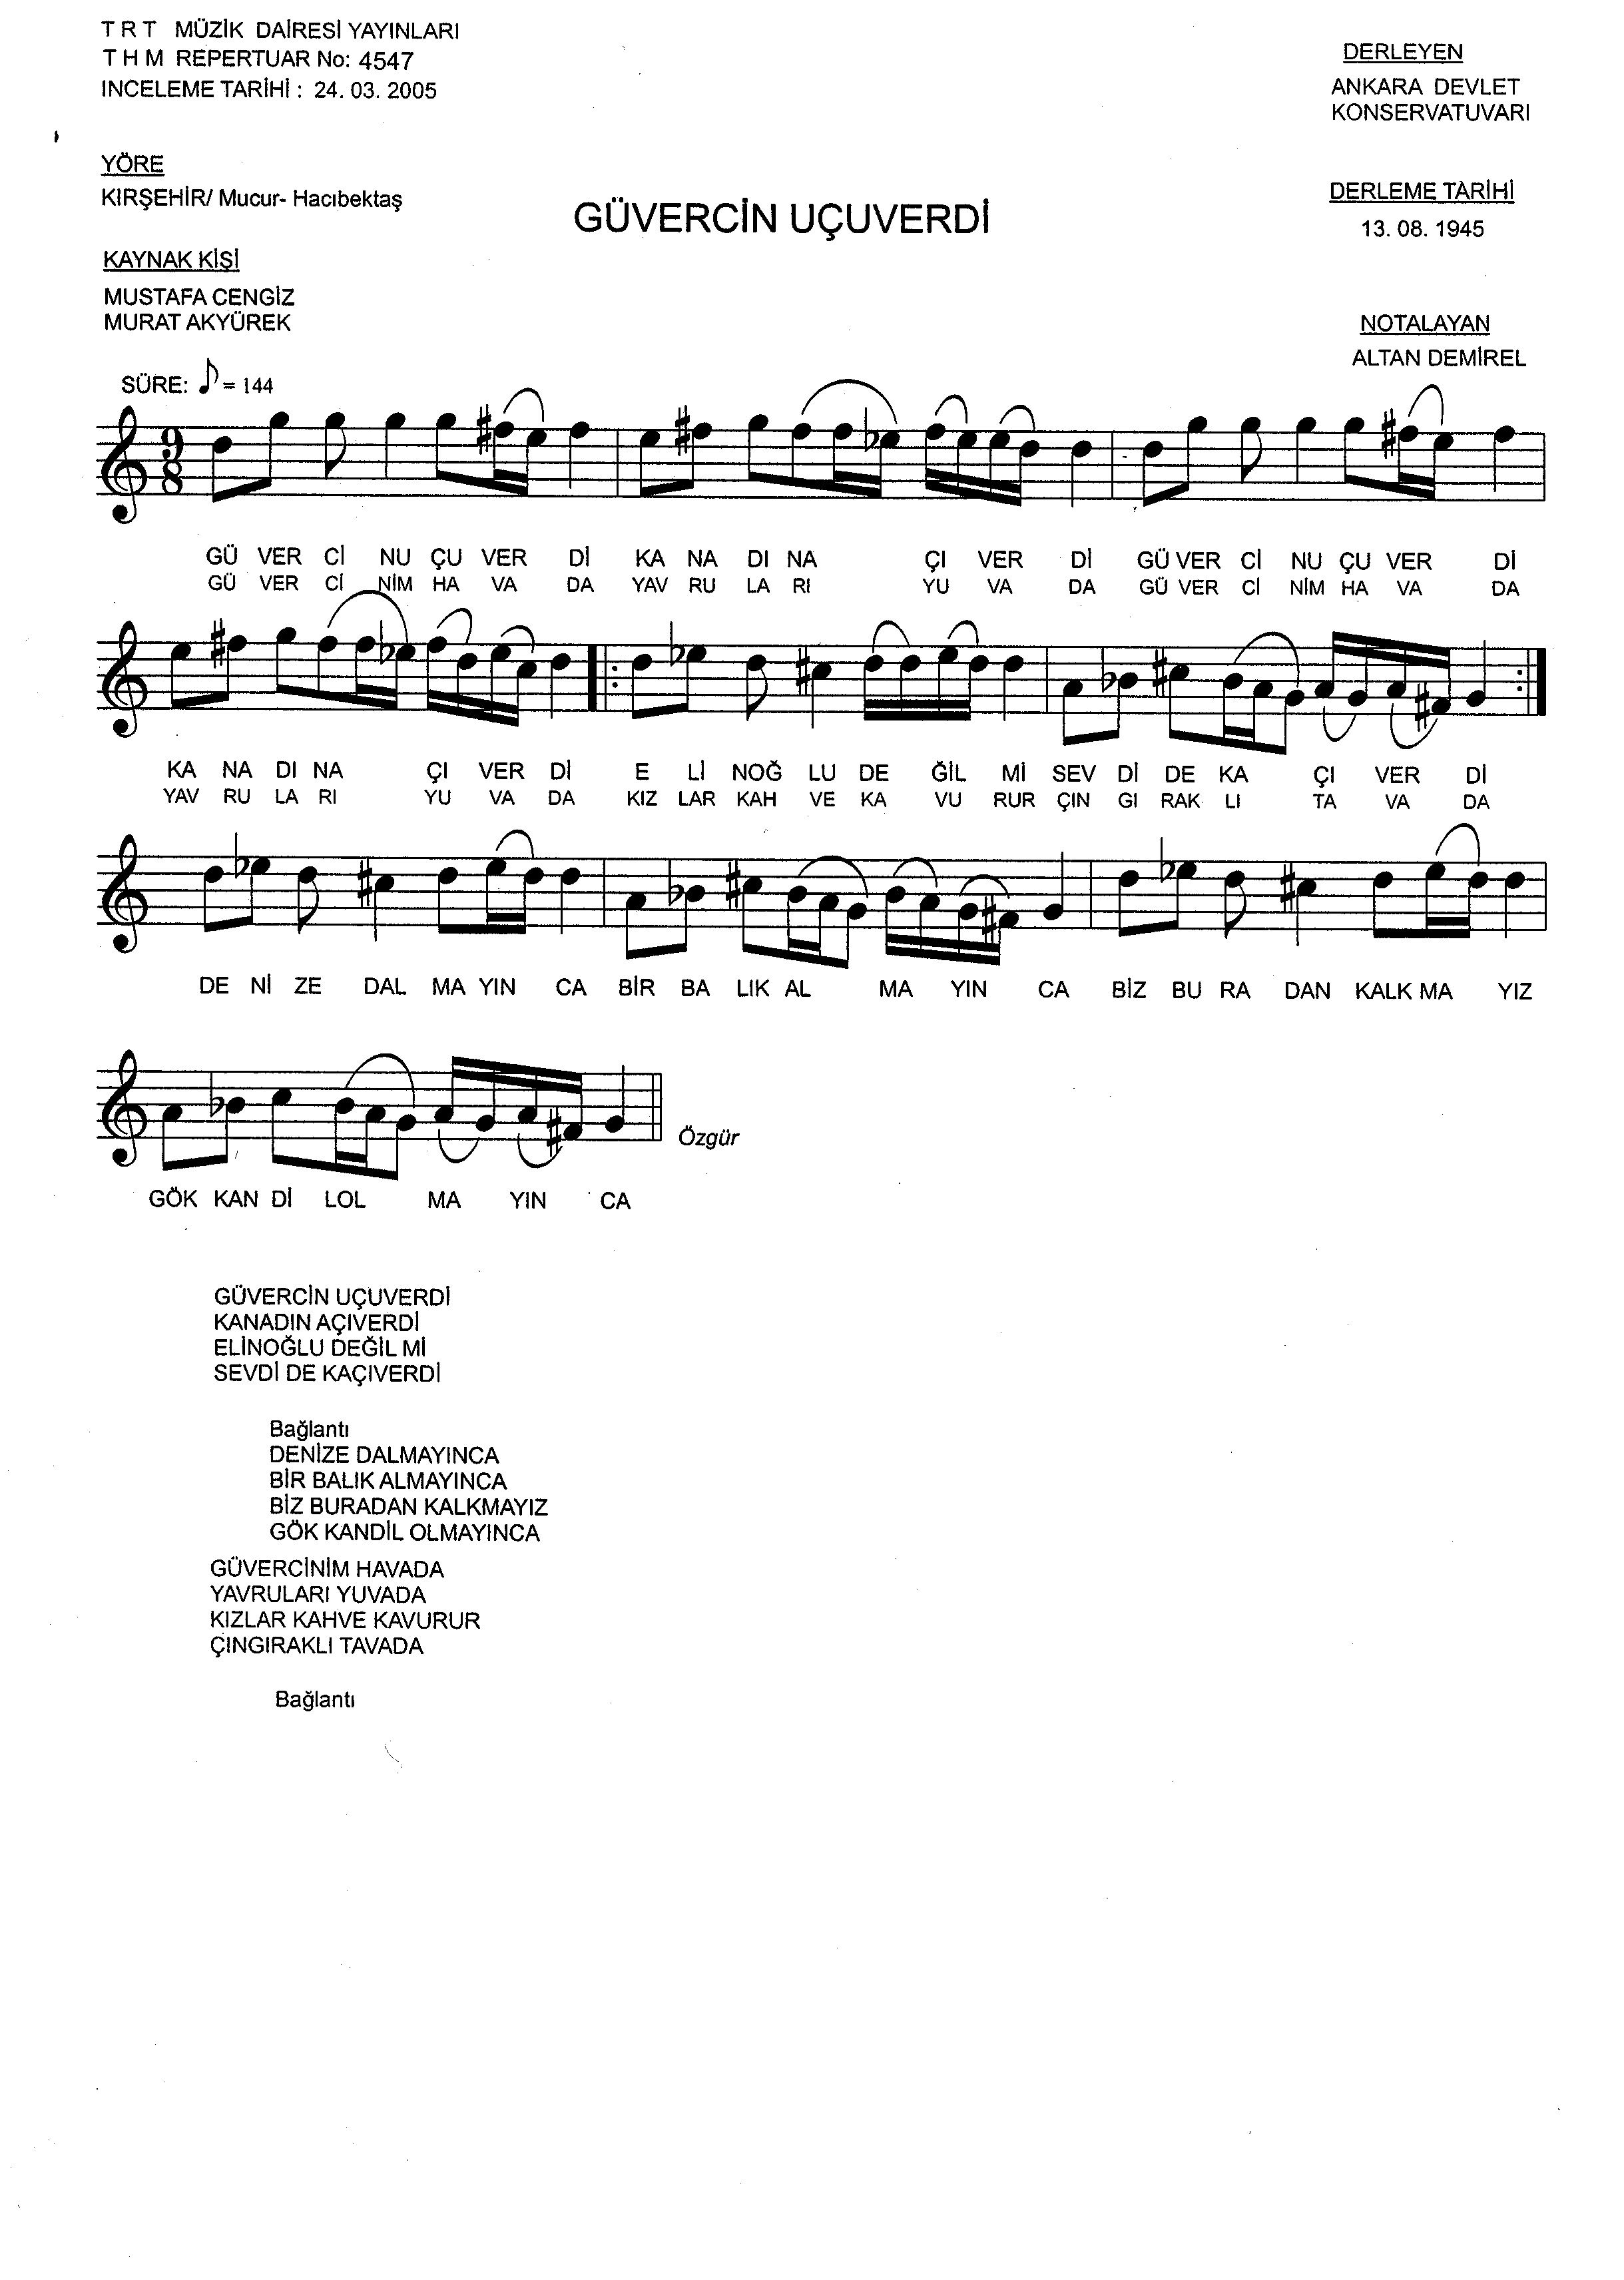 T R T MÜZİK DAİRESİ YAYINLARI
T H M REPERTUAR No: 4547
INCELEME TARİHİ : 24. 03. 2005
DERLEYEN
ANKARA DEVLET
KONSERVATUVARI
YÖRE
KIRŞEHİR/ Mucur- Hacıbektaş
GÜVERCİN UÇUVERDİ
DERLEME TARİHİ
13. 08. 1945
KAYNAK KİŞİ
MUSTAFA CENGİZ
MURAT AKYÜREK
NOTALAYAN
ALTAN DEMİREL
SÜRE: ♪ = 144
9
8
GÜ VER Cİ NU ÇU VER Dİ KA NA DI NA ÇI VER Dİ GÜ VER Cİ NU ÇU VER Dİ
GÜ VER Cİ NİM HA VA DA YAV RU LA RI YU VA DA GÜ VER Cİ NİM HA VA DA
KA NA DI NA ÇI VER Dİ E Lİ NOĞ LU DE ĞİL Mİ SEV Dİ DE KA ÇI VER Dİ
YAV RU LA RI YU VA DA KIZ LAR KAH VE KA VU RUR ÇIN GI RAK LI TA VA DA
DE Nİ ZE DAL MA YIN CA BİR BA LIK AL MA YIN CA BİZ BU RA DAN KALK MA YIZ
Özgür
GÖK KAN Dİ LOL MA YIN CA
GÜVERCİN UÇUVERDİ
KANADIN AÇIVERDİ
ELİNOĞLU DEĞİL Mİ
SEVDİ DE KAÇIVERDİ
Bağlantı
DENİZE DALMAYINCA
BİR BALIK ALMAYINCA
BİZ BURADAN KALKMAYIZ
GÖK KANDİL OLMAYINCA
GÜVERCİNİM HAVADA
YAVRULARI YUVADA
KIZLAR KAHVE KAVURUR
ÇINGIRAKLI TAVADA
Bağlantı